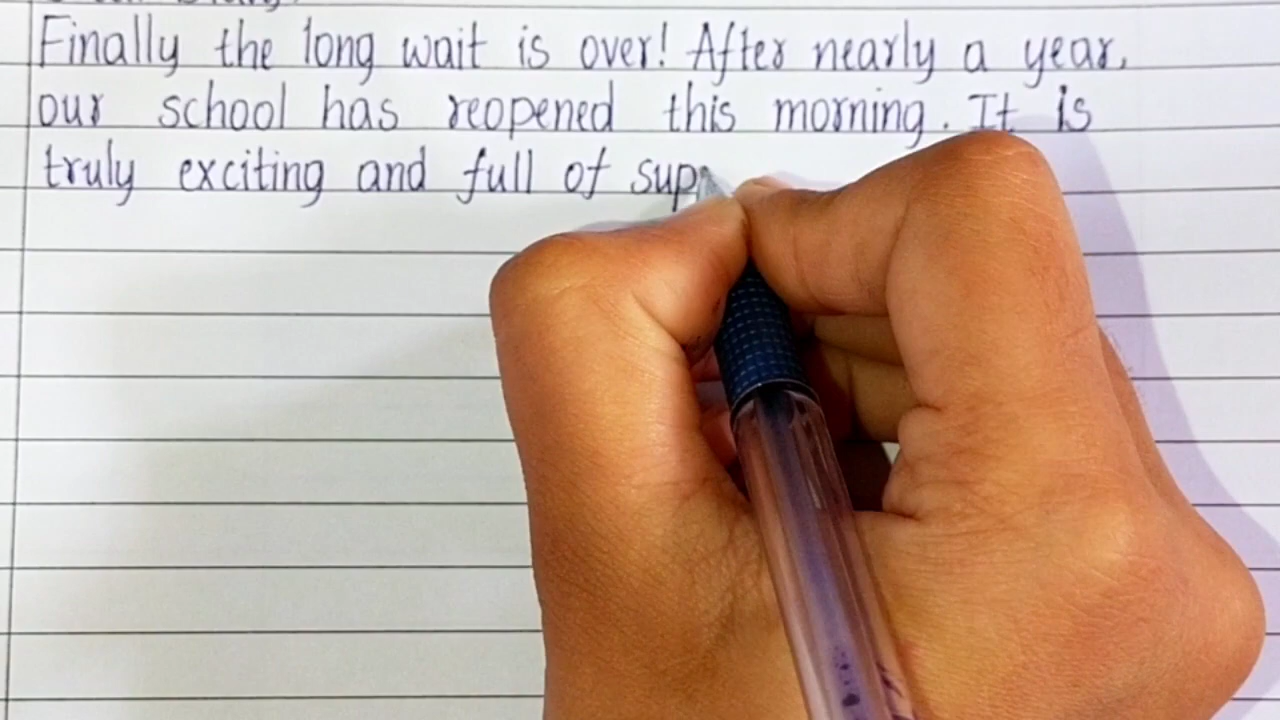 Finally the long wait is over! After nearly a year,
our school has reopened this morning. It is
truly exciting and full of sup